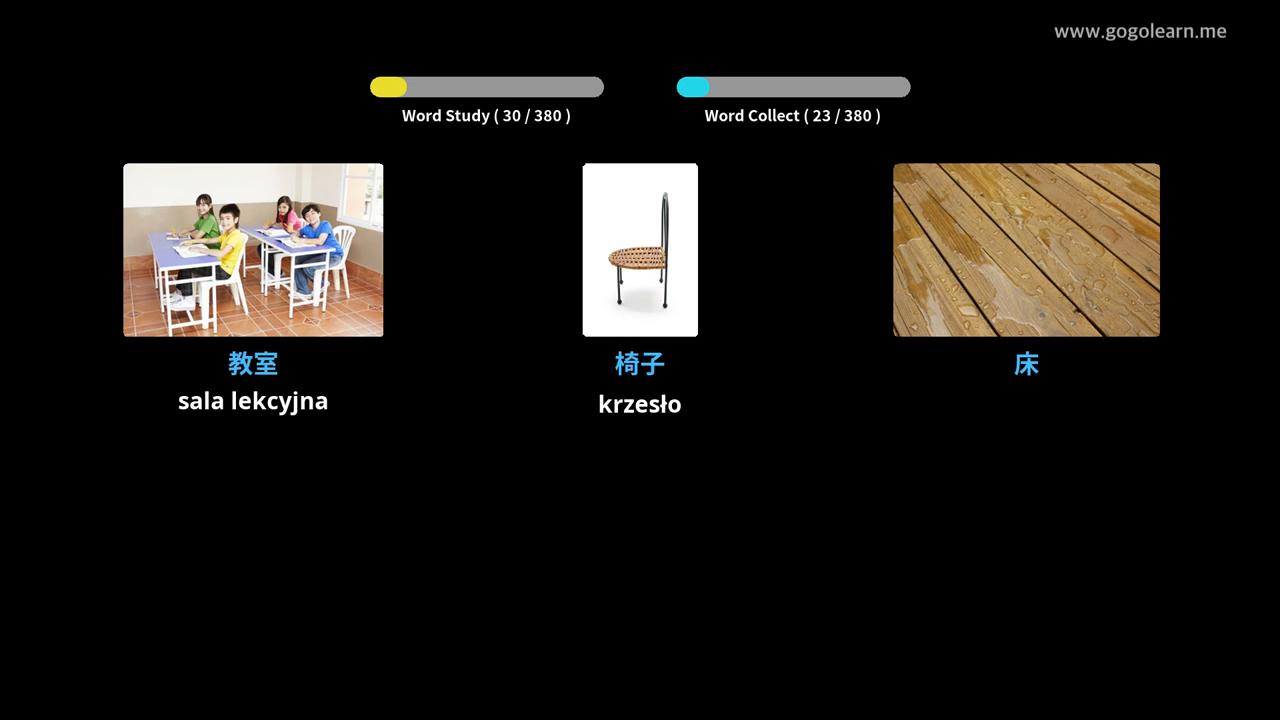 www.gogolearn.me
Word Study ( 30 / 380 )
Word Collect ( 23 / 380 )
教室
椅子
床
sala lekcyjna
krzesło